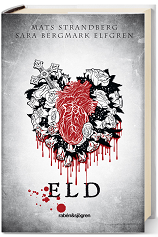 MATS STRANDBERG
SARA BERGMARK ELFGREN
ELD
rabén&sjögren